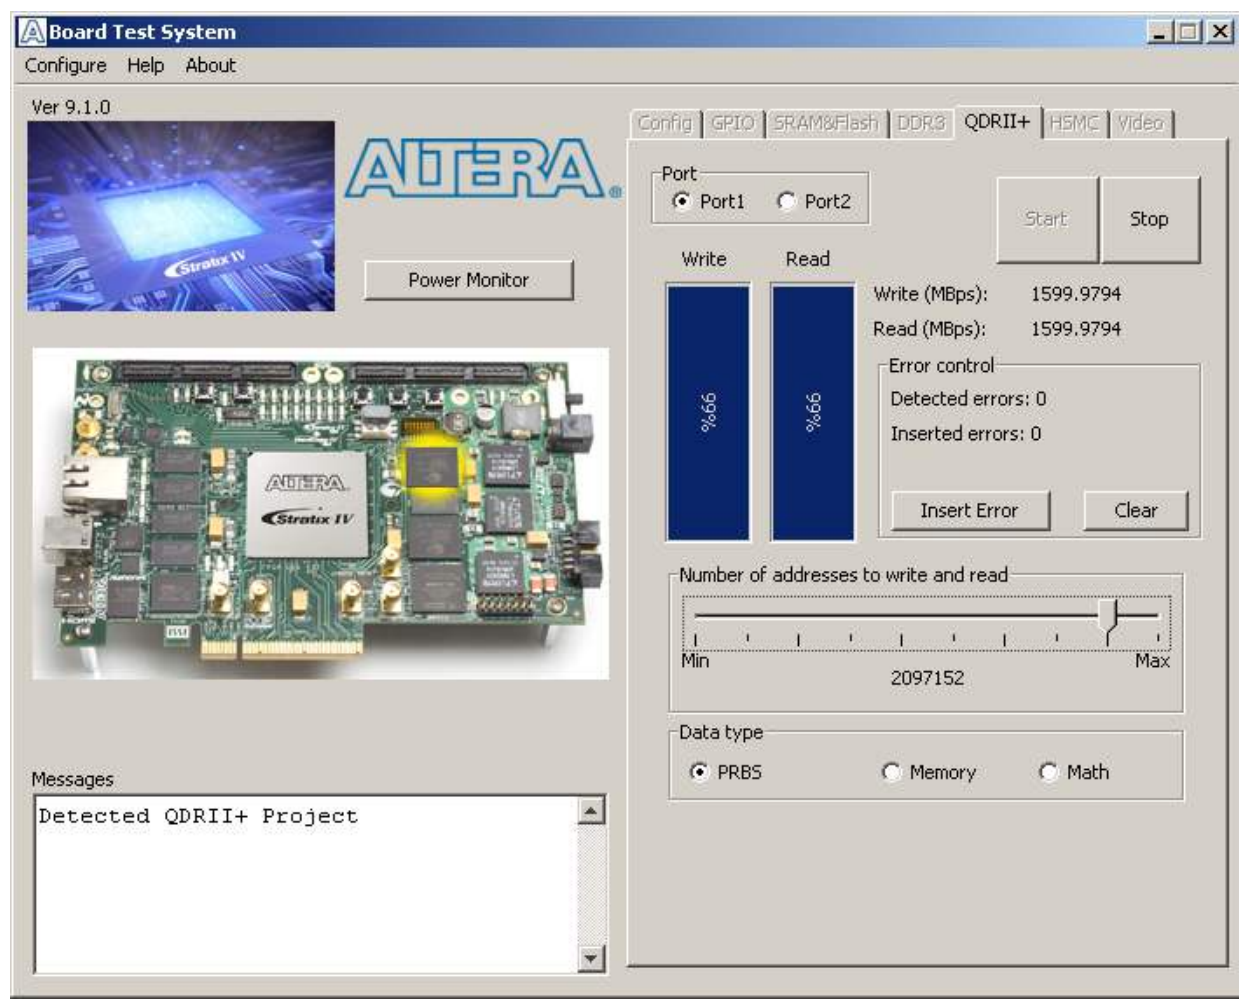 Board Test System
Configure Help About
Ver 9.1.0
Stratix IV
ALTERA®
Power Monitor
ALTERA
Stratix IV
Messages
Detected QDRII+ Project
Config GPIO SRAM&Flash DDR3 QDRII+ HSMC Video
Port
Port1 Port2
Start Stop
Write Read
99% 99%
Write (MBps): 1599.9794
Read (MBps): 1599.9794
Error control
Detected errors: 0
Inserted errors: 0
Insert Error Clear
Number of addresses to write and read
Min Max
2097152
Data type
PRBS Memory Math